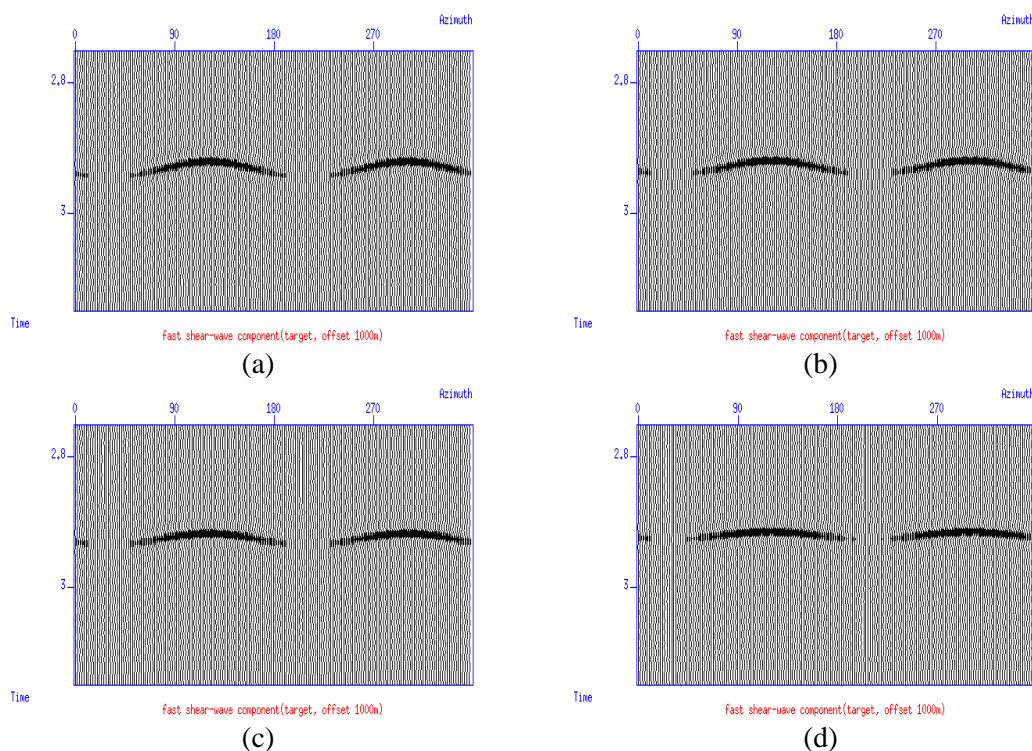 Azimuth
0 90 180 270
2.8
3
Time
fast shear-wave component(target, offset 1000m)
(a)
Azimuth
0 90 180 270
2.8
3
Time
fast shear-wave component(target, offset 1000m)
(b)
Azimuth
0 90 180 270
2.8
3
Time
fast shear-wave component(target, offset 1000m)
(c)
Azimuth
0 90 180 270
2.8
3
Time
fast shear-wave component(target, offset 1000m)
(d)